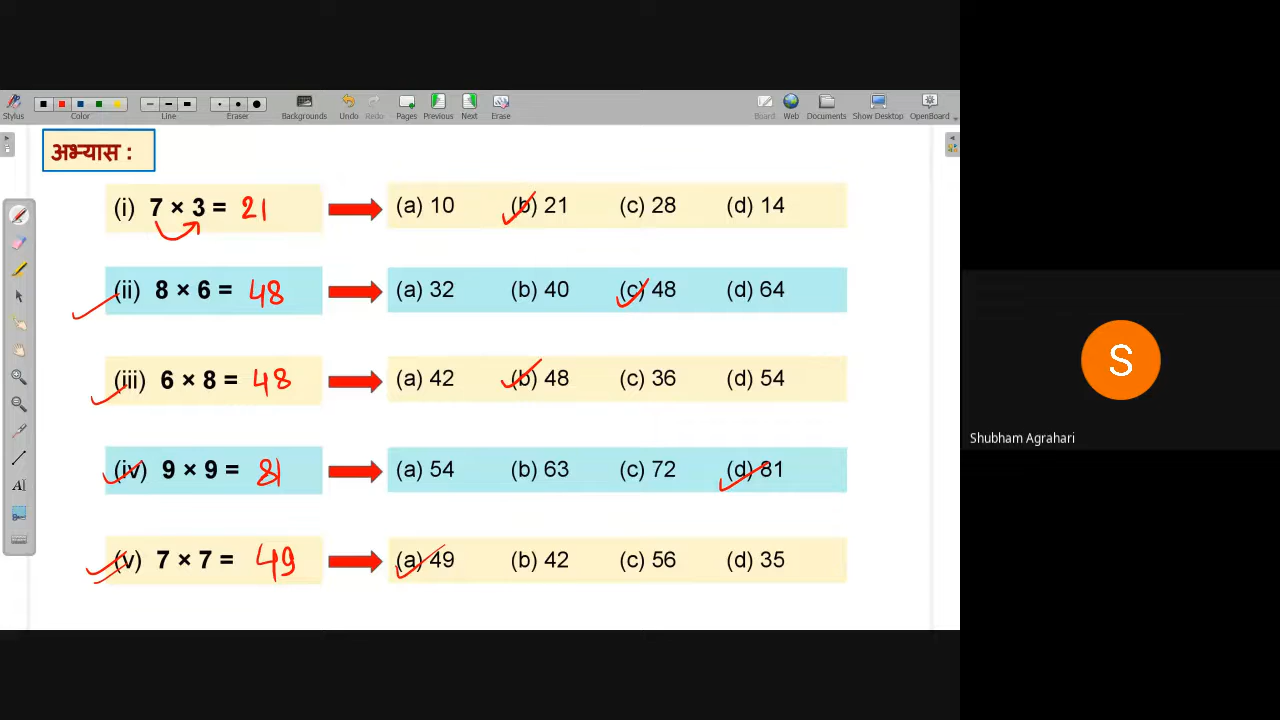 Stylus Color Line Eraser Backgrounds Undo Redo Pages Previous Next Erase Board Web Documents Show Desktop OpenBoard
अभ्यास :
(i) 7 × 3 = 21 (a) 10 (b) 21 (c) 28 (d) 14
(ii) 8 × 6 = 48 (a) 32 (b) 40 (c) 48 (d) 64
(iii) 6 × 8 = 48 (a) 42 (b) 48 (c) 36 (d) 54
(iv) 9 × 9 = 81 (a) 54 (b) 63 (c) 72 (d) 81
(v) 7 × 7 = 49 (a) 49 (b) 42 (c) 56 (d) 35
AI
S
Shubham Agrahari